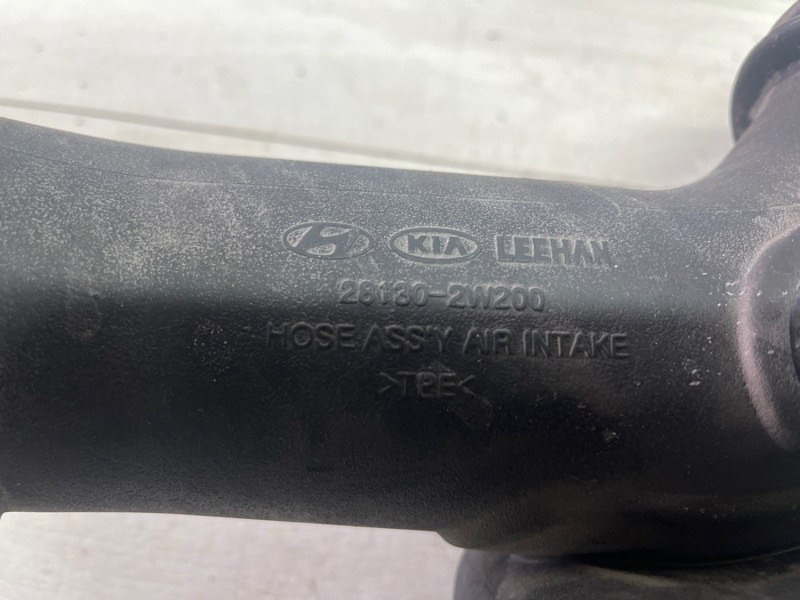 KIA LEEHAN
28130-2W200
HOSE ASS'Y AIR INTAKE
>TPE<